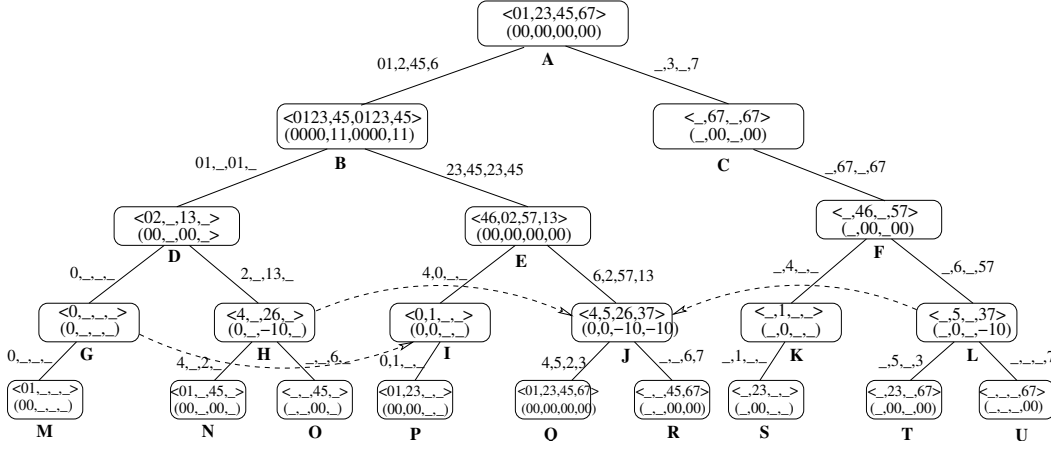 <01,23,45,67>
(00,00,00,00)
A
01,2,45,6
_,3,_,7
<0123,45,0123,45>
(0000,11,0000,11)
B
<_,67,_,67>
(_,00,_,00)
C
01,_,01,_
23,45,23,45
_,67,_,67
<02,_,13,_>
(00,_,00,_>
D
<46,02,57,13>
(00,00,00,00)
E
<_,46,_,57>
(_,00,_00)
F
0,_,_,_
2,_,13,_
4,0,_,_
6,2,57,13
_,4,_,_
_,6,_,57
<0,_,_,_>
(0,_,_,_)
G
<4,_,26,_>
(0,_,−10,_)
H
<0,1,_,_>
(0,0,_,_)
I
<4,5,26,37>
(0,0,−10,−10)
J
<_,1,_,_>
(_,0,_,_)
K
<_,5,_,37>
(_,0,_,−10)
L
0,_,_,_
4,_,2,_
_,_,6,_
0,1,_,_
4,5,2,3
_,_,6,7
_,1,_,_
_,5,_,3
_,_,_,7
<01,_,_,_>
(00,_,_,_)
M
<01,_,45,_>
(00,_,00,_)
N
<_,_,45,_>
(_,_,00,_)
O
<01,23,_,_>
(00,00,_,_)
P
<01,23,45,67>
(00,00,00,00)
Q
<_,_,45,67>
(_,_,00,00)
R
<_,23,_,_>
(_,00,_,_)
S
<_,23,_,67>
(_,00,_,00)
T
<_,_,_,67>
(_,_,_,00)
U